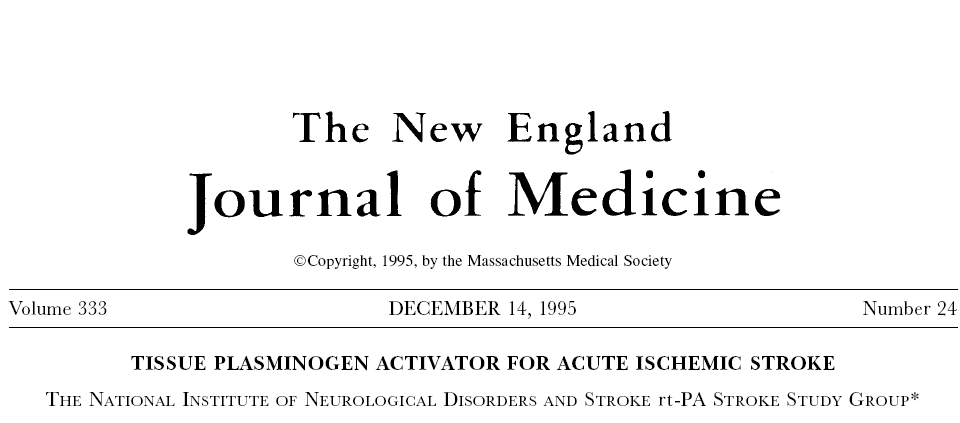 The New England
Journal of Medicine
©Copyright, 1995, by the Massachusetts Medical Society
Volume 333 DECEMBER 14, 1995 Number 24
TISSUE PLASMINOGEN ACTIVATOR FOR ACUTE ISCHEMIC STROKE
The National Institute of Neurological Disorders and Stroke rt-PA Stroke Study Group*